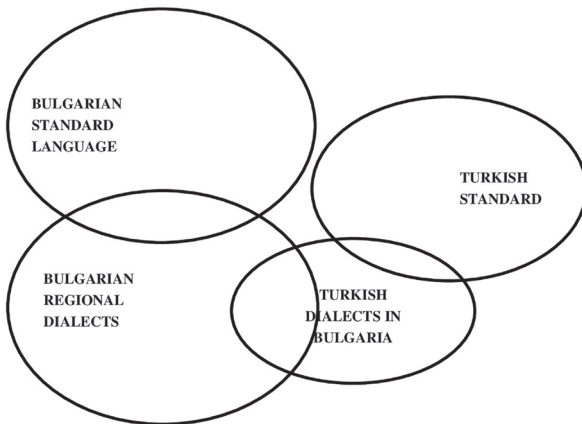 BULGARIAN
STANDARD
LANGUAGE
TURKISH
STANDARD
BULGARIAN
REGIONAL
DIALECTS
TURKISH
DIALECTS IN
BULGARIA